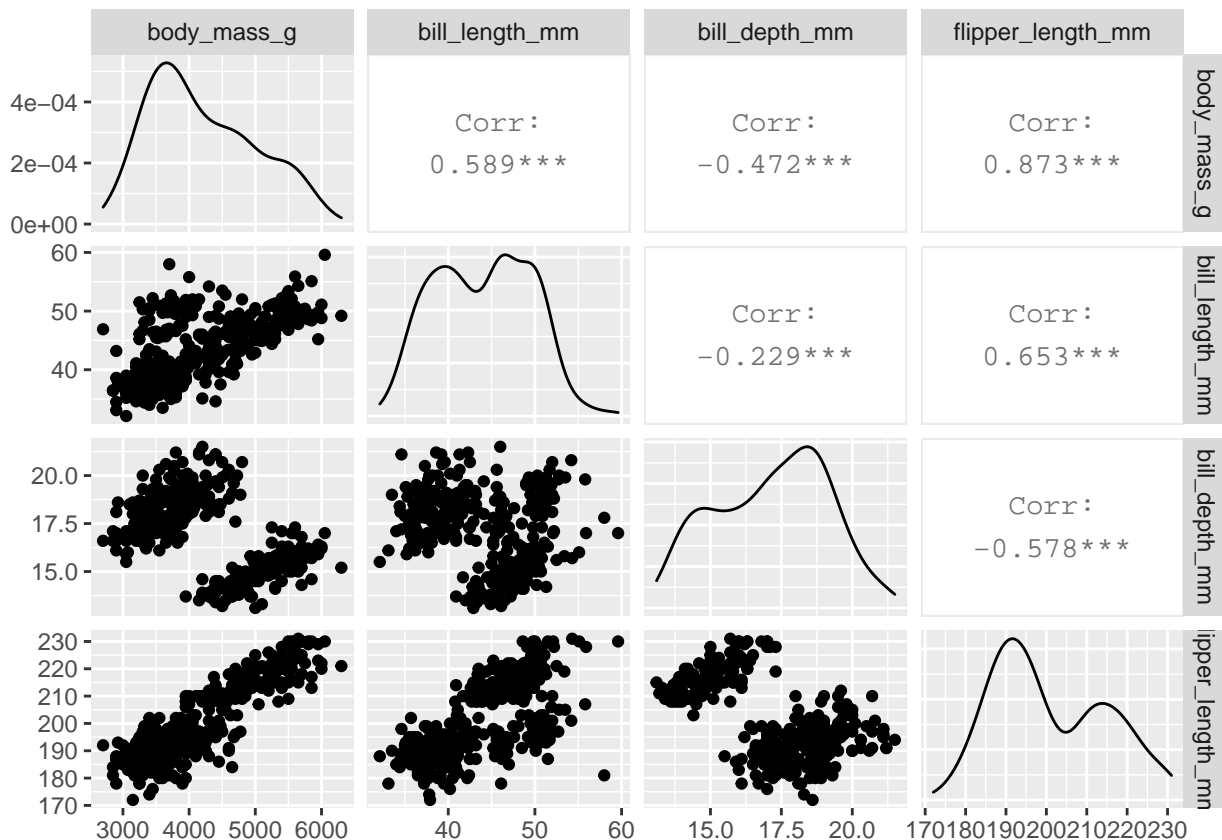 body_mass_g bill_length_mm bill_depth_mm flipper_length_mm
4e−04
2e−04
0e+00
Corr:
0.589***
Corr:
−0.472***
Corr:
0.873***
body_mass_g
60
50
40
Corr:
−0.229***
Corr:
0.653***
bill_length_mm
20.0
17.5
15.0
Corr:
−0.578***
bill_depth_mm
230
220
210
200
190
180
170
lipper_length_mm
3000 4000 5000 6000 40 50 60 15.0 17.5 20.0 170 180 190 200 210 220 230